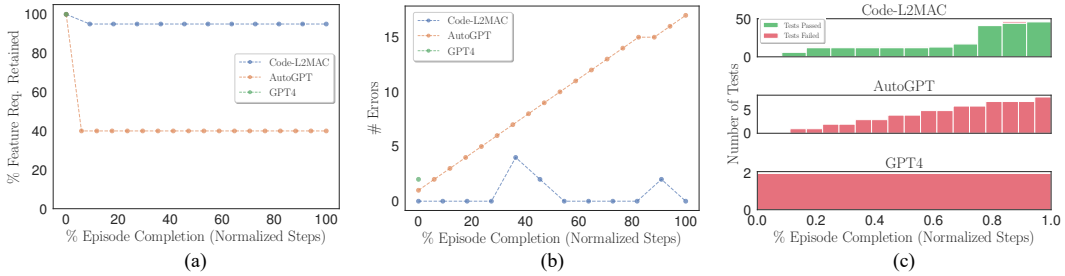 % Feature Req. Retained
100
80
60
40
20
0
Code-L2MAC
AutoGPT
GPT4
0
20
40
60
80
100
% Episode Completion (Normalized Steps)
(a)
# Errors
15
10
5
0
Code-L2MAC
AutoGPT
GPT4
0
20
40
60
80
100
% Episode Completion (Normalized Steps)
(b)
Code-L2MAC
50
0
Tests Passed
Tests Failed
AutoGPT
5
0
Number of Tests
GPT4
2
0
0.0
0.2
0.4
0.6
0.8
1.0
% Episode Completion (Normalized Steps)
(c)